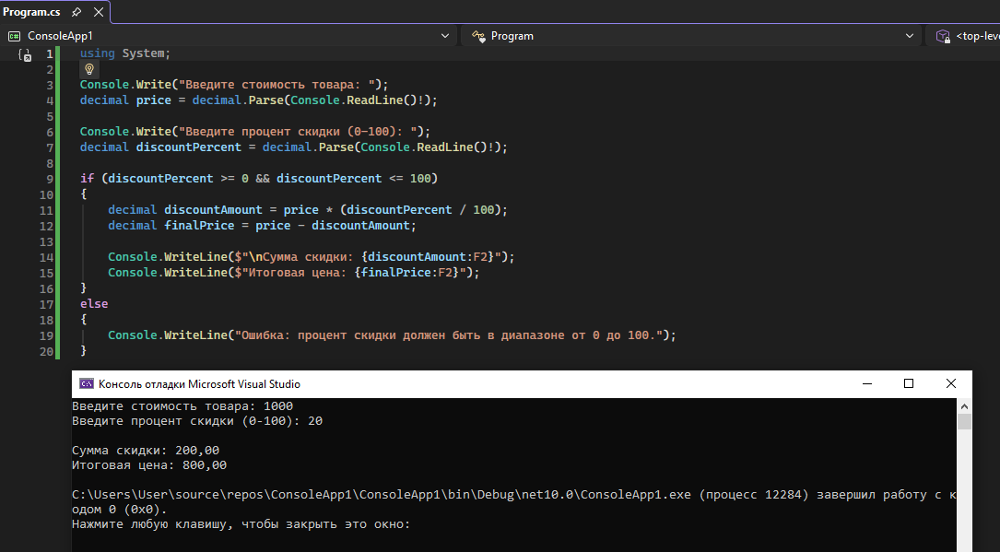 Program.cs
ConsoleApp1
Program
<top-leve
1 using System;
2
3 Console.Write("Введите стоимость товара: ");
4 decimal price = decimal.Parse(Console.ReadLine()!);
5
6 Console.Write("Введите процент скидки (0-100): ");
7 decimal discountPercent = decimal.Parse(Console.ReadLine()!);
8
9 if (discountPercent >= 0 && discountPercent <= 100)
10 {
11 decimal discountAmount = price * (discountPercent / 100);
12 decimal finalPrice = price - discountAmount;
13
14 Console.WriteLine($"\nСумма скидки: {discountAmount:F2}");
15 Console.WriteLine($"Итоговая цена: {finalPrice:F2}");
16 }
17 else
18 {
19 Console.WriteLine("Ошибка: процент скидки должен быть в диапазоне от 0 до 100.");
20 }
Консоль отладки Microsoft Visual Studio
Введите стоимость товара: 1000
Введите процент скидки (0-100): 20
Сумма скидки: 200,00
Итоговая цена: 800,00
C:\Users\User\source\repos\ConsoleApp1\ConsoleApp1\bin\Debug\net10.0\ConsoleApp1.exe (процесс 12284) завершил работу с к
одом 0 (0x0).
Нажмите любую клавишу, чтобы закрыть это окно: